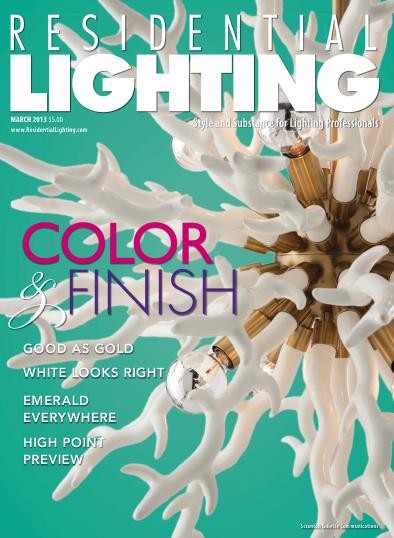 RESIDENTIAL
LIGHTING
MARCH 2013 $5.00
Style and Substance for Lighting Professionals
www.ResidentialLighting.com
COLOR
& FINISH
GOOD AS GOLD
WHITE LOOKS RIGHT
EMERALD
EVERYWHERE
HIGH POINT
PREVIEW
Scranton Gillette Communications